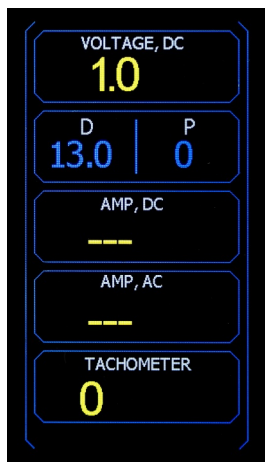 VOLTAGE, DC
1.0
D P
13.0 0
AMP, DC
---
AMP, AC
---
TACHOMETER
0